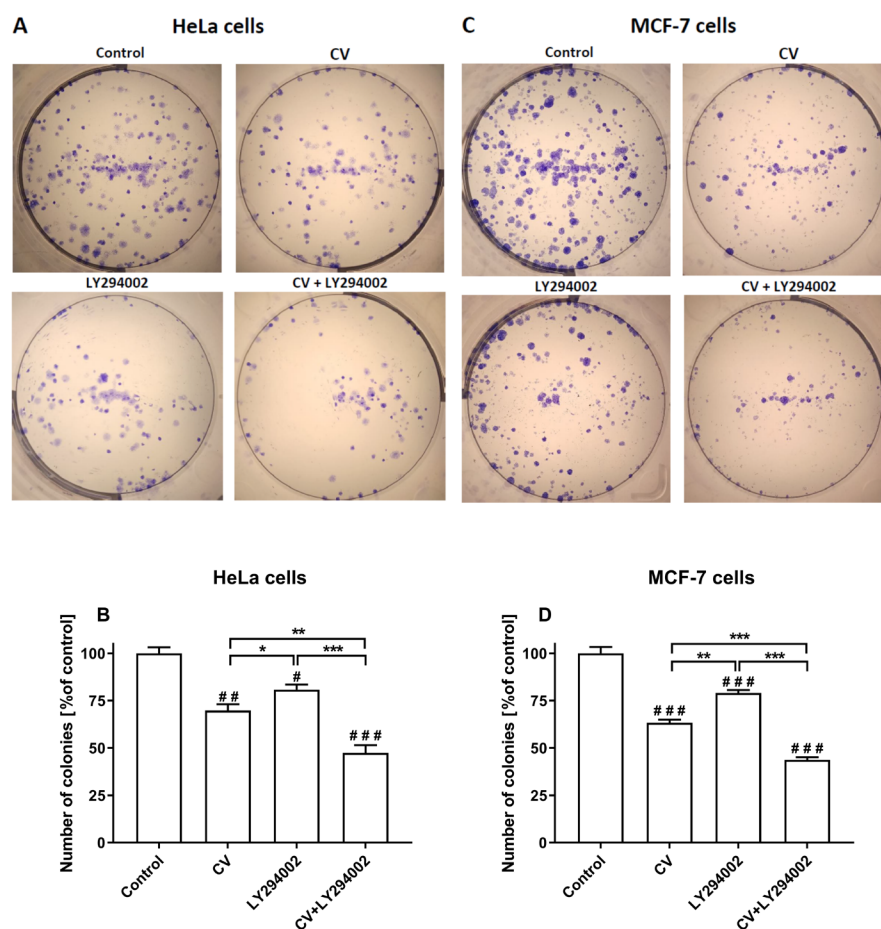 A HeLa cells
Control CV
LY294002 CV + LY294002
C MCF-7 cells
Control CV
LY294002 CV + LY294002
HeLa cells
B
Number of colonies [%of control]
100
75
50
25
0
**
* ***
# #
#
# # #
Control CV LY294002 CV+LY294002
MCF-7 cells
D
Number of colonies [%of control]
100
75
50
25
0
***
** ***
# # #
# # #
# # #
Control CV LY294002 CV+LY294002